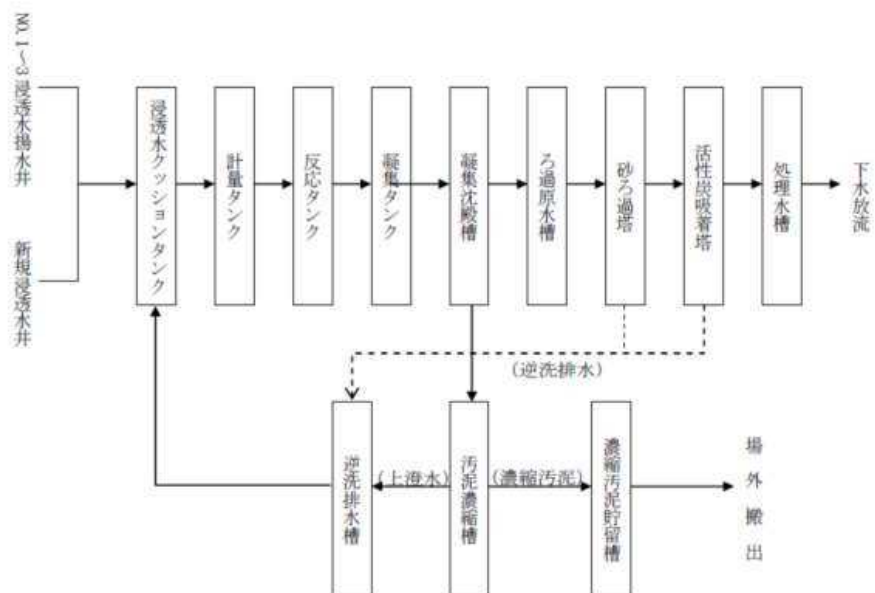 NO.1～3 浸透水揚水井
新規浸透水井
浸透水クッションタンク
計量タンク
反応タンク
凝集タンク
凝集沈殿槽
ろ過原水槽
砂ろ過塔
活性炭吸着塔
処理水槽
下水放流
(逆洗排水)
逆洗排水槽
(上澄水)
汚泥濃縮槽
(濃縮汚泥)
濃縮汚泥貯留槽
場外搬出